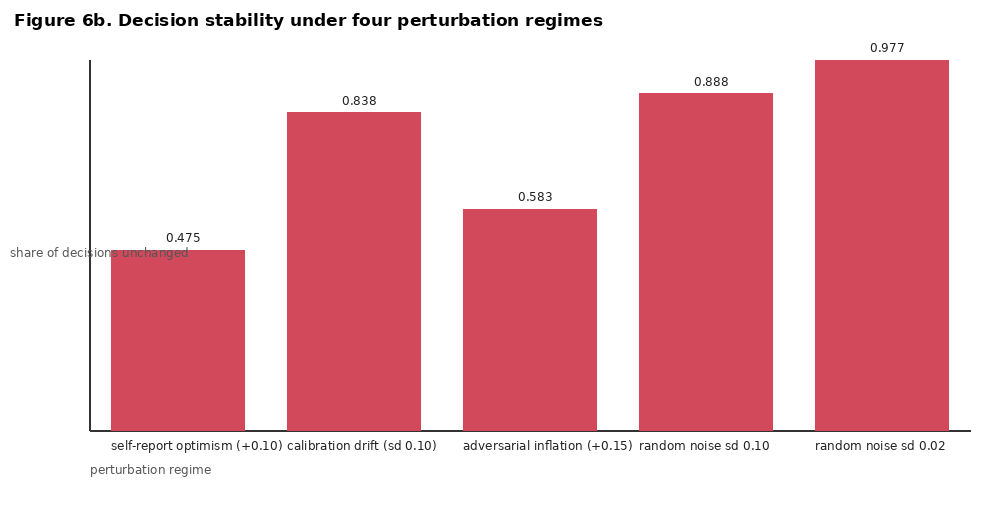 Figure 6b. Decision stability under four perturbation regimes
0.977
0.888
0.838
0.583
0.475
share of decisions unchanged
self-report optimism (+0.10) calibration drift (sd 0.10) adversarial inflation (+0.15) random noise sd 0.10 random noise sd 0.02
perturbation regime